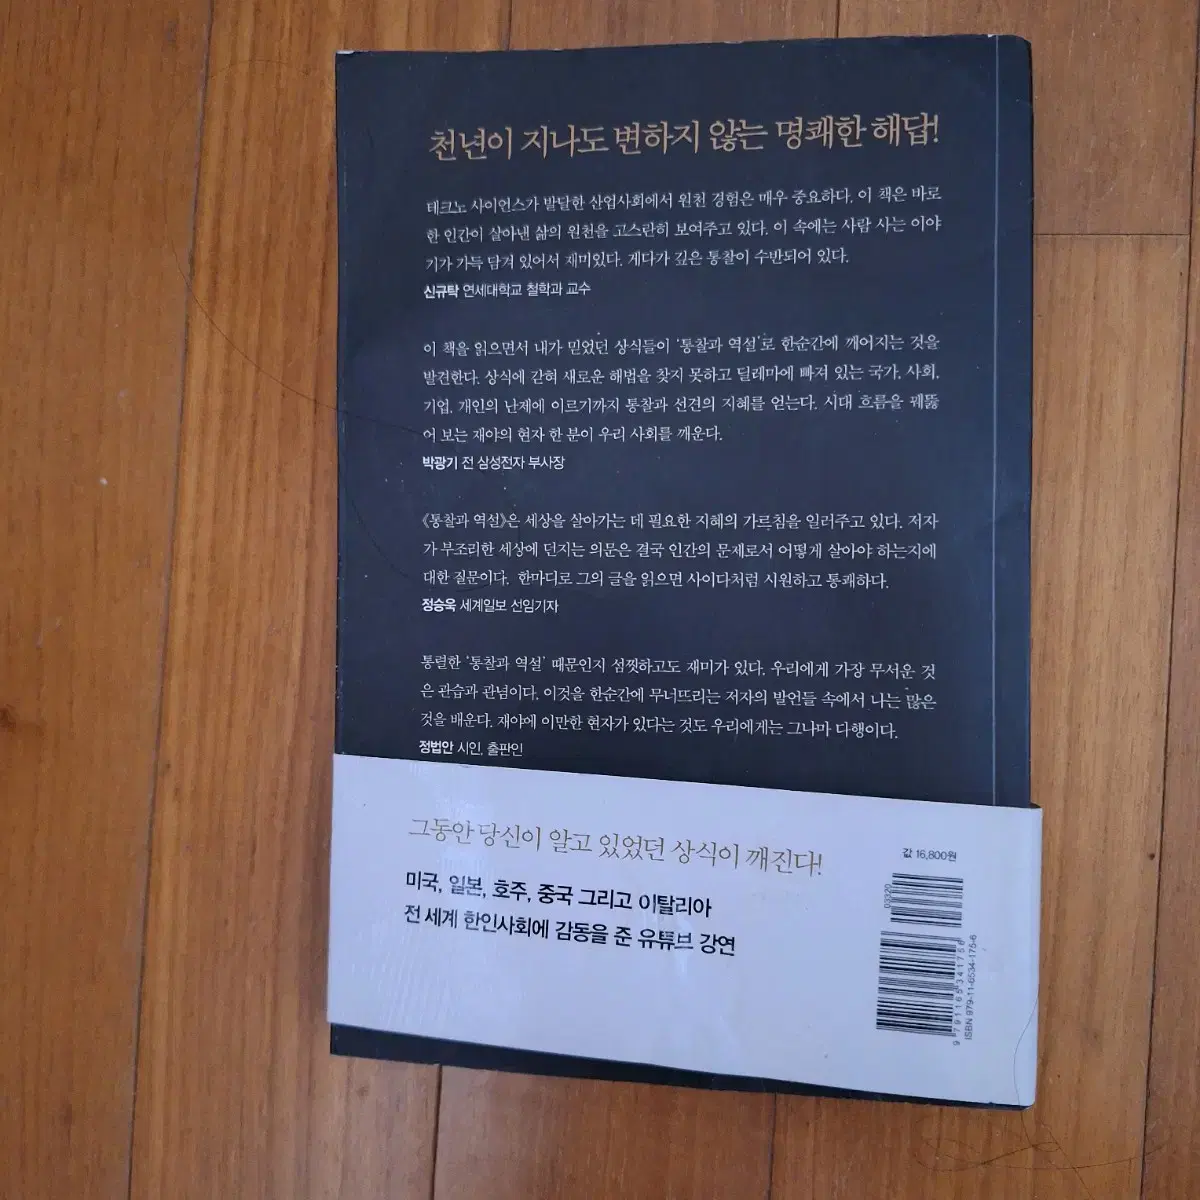 천년이 지나도 변하지 않는 명쾌한 해답!
테크노 사이언스가 발달한 산업사회에서 원천 경험은 매우 중요하다. 이 책은 바로
한 인간이 살아낸 삶의 원천을 고스란히 보여주고 있다. 이 속에는 사람 사는 이야
기가 가득 담겨 있어서 재미있다. 게다가 깊은 통찰이 수반되어 있다.
신규탁 연세대학교 철학과 교수
이 책을 읽으면서 내가 믿었던 상식들이 '통찰과 역설'로 한순간에 깨어지는 것을
발견한다. 상식에 갇혀 새로운 해법을 찾지 못하고 딜레마에 빠져 있는 국가, 사회,
기업, 개인의 난제에 이르기까지 통찰과 선견의 지혜를 얻는다. 시대 흐름을 꿰뚫
어 보는 재야의 현자 한 분이 우리 사회를 깨운다.
박광기 전 삼성전자 부사장
《통찰과 역설》은 세상을 살아가는 데 필요한 지혜의 가르침을 일러주고 있다. 저자
가 부조리한 세상에 던지는 의문은 결국 인간의 문제로서 어떻게 살아야 하는지에
대한 질문이다. 한마디로 그의 글을 읽으면 사이다처럼 시원하고 통쾌하다.
정승욱 세계일보 선임기자
통렬한 '통찰과 역설' 때문인지 섬찟하고도 재미가 있다. 우리에게 가장 무서운 것
은 관습과 관념이다. 이것을 한순간에 무너뜨리는 저자의 발언들 속에서 나는 많은
것을 배운다. 재야에 이만한 현자가 있다는 것도 우리에게는 그나마 다행이다.
정법안 시인, 출판인
그동안 당신이 알고 있었던 상식이 깨진다!
미국, 일본, 호주, 중국 그리고 이탈리아
전 세계 한인사회에 감동을 준 유튜브 강연
값 16,800원
03320
9 791165 341756
ISBN 979-11-6534-175-6